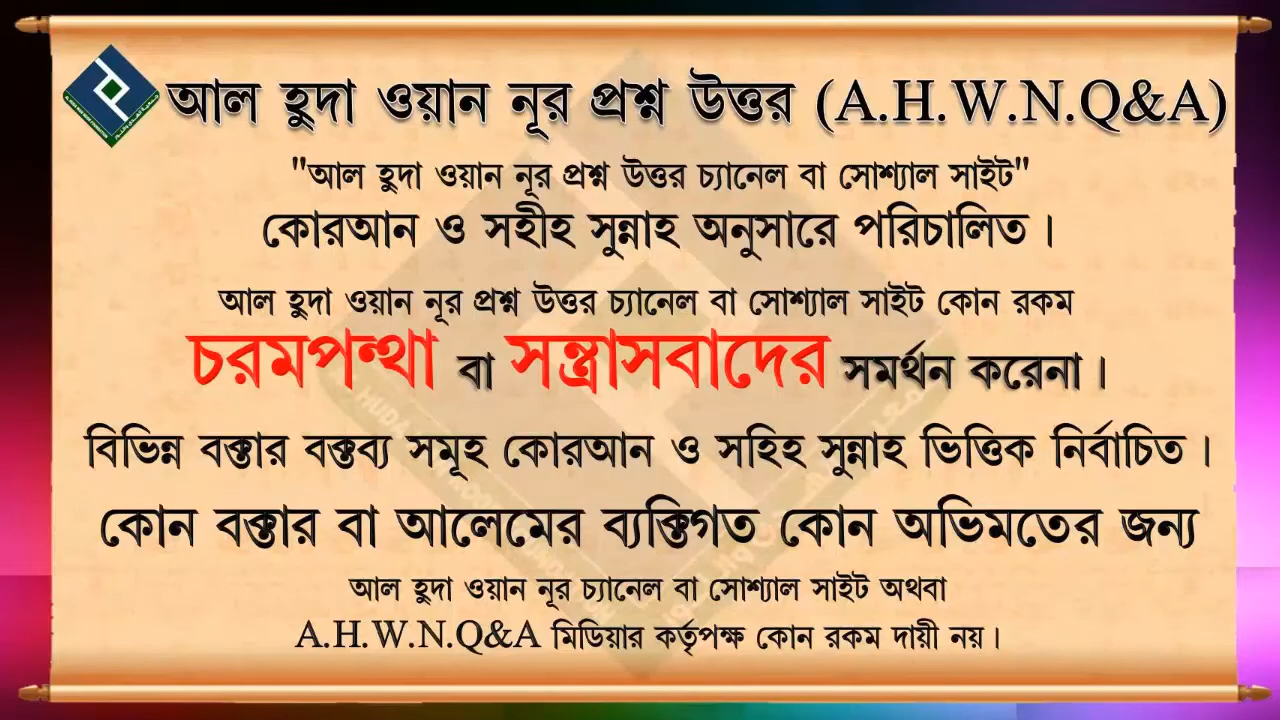 আল হুদা ওয়ান নূর প্রশ্ন উত্তর (A.H.W.N.Q&A)
"আল হুদা ওয়ান নূর প্রশ্ন উত্তর চ্যানেল বা সোশ্যাল সাইট"
কোরআন ও সহীহ সুন্নাহ অনুসারে পরিচালিত।
আল হুদা ওয়ান নূর প্রশ্ন উত্তর চ্যানেল বা সোশ্যাল সাইট কোন রকম
চরমপন্থা বা সন্ত্রাসবাদের সমর্থন করেনা।
বিভিন্ন বক্তার বক্তব্য সমূহ কোরআন ও সহিহ সুন্নাহ ভিত্তিক নির্বাচিত।
কোন বক্তার বা আলেমের ব্যক্তিগত কোন অভিমতের জন্য
আল হুদা ওয়ান নূর চ্যানেল বা সোশ্যাল সাইট অথবা
A.H.W.N.Q&A মিডিয়ার কর্তৃপক্ষ কোন রকম দায়ী নয়।